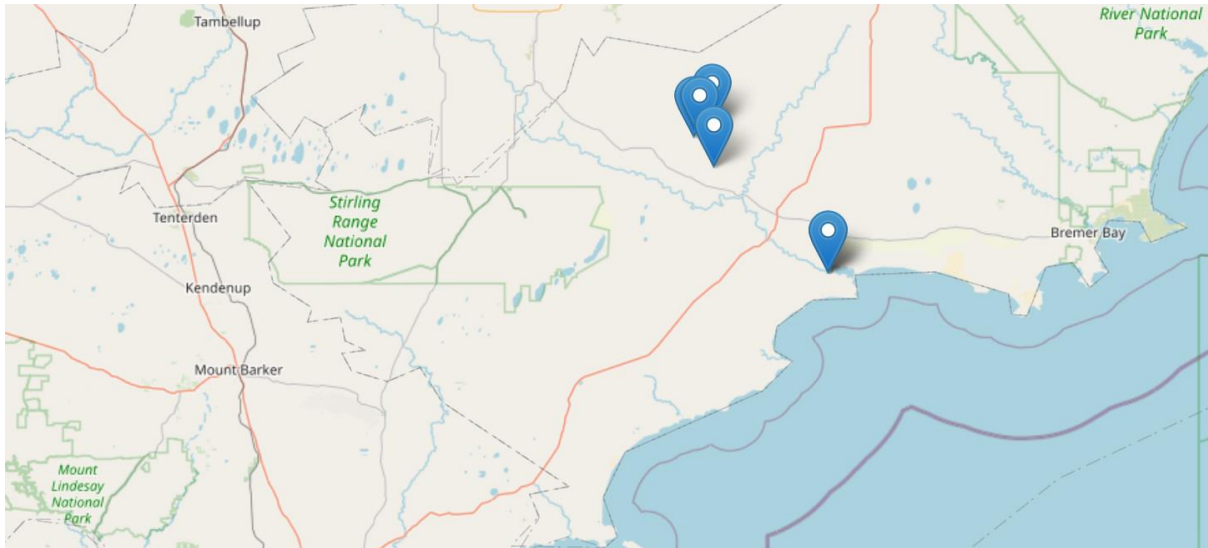 River National
Park
Tambellup
Stirling
Range
National
Park
Tenterden
Bremer Bay
Kendenup
Mount Barker
Mount
Lindesay
National
Park